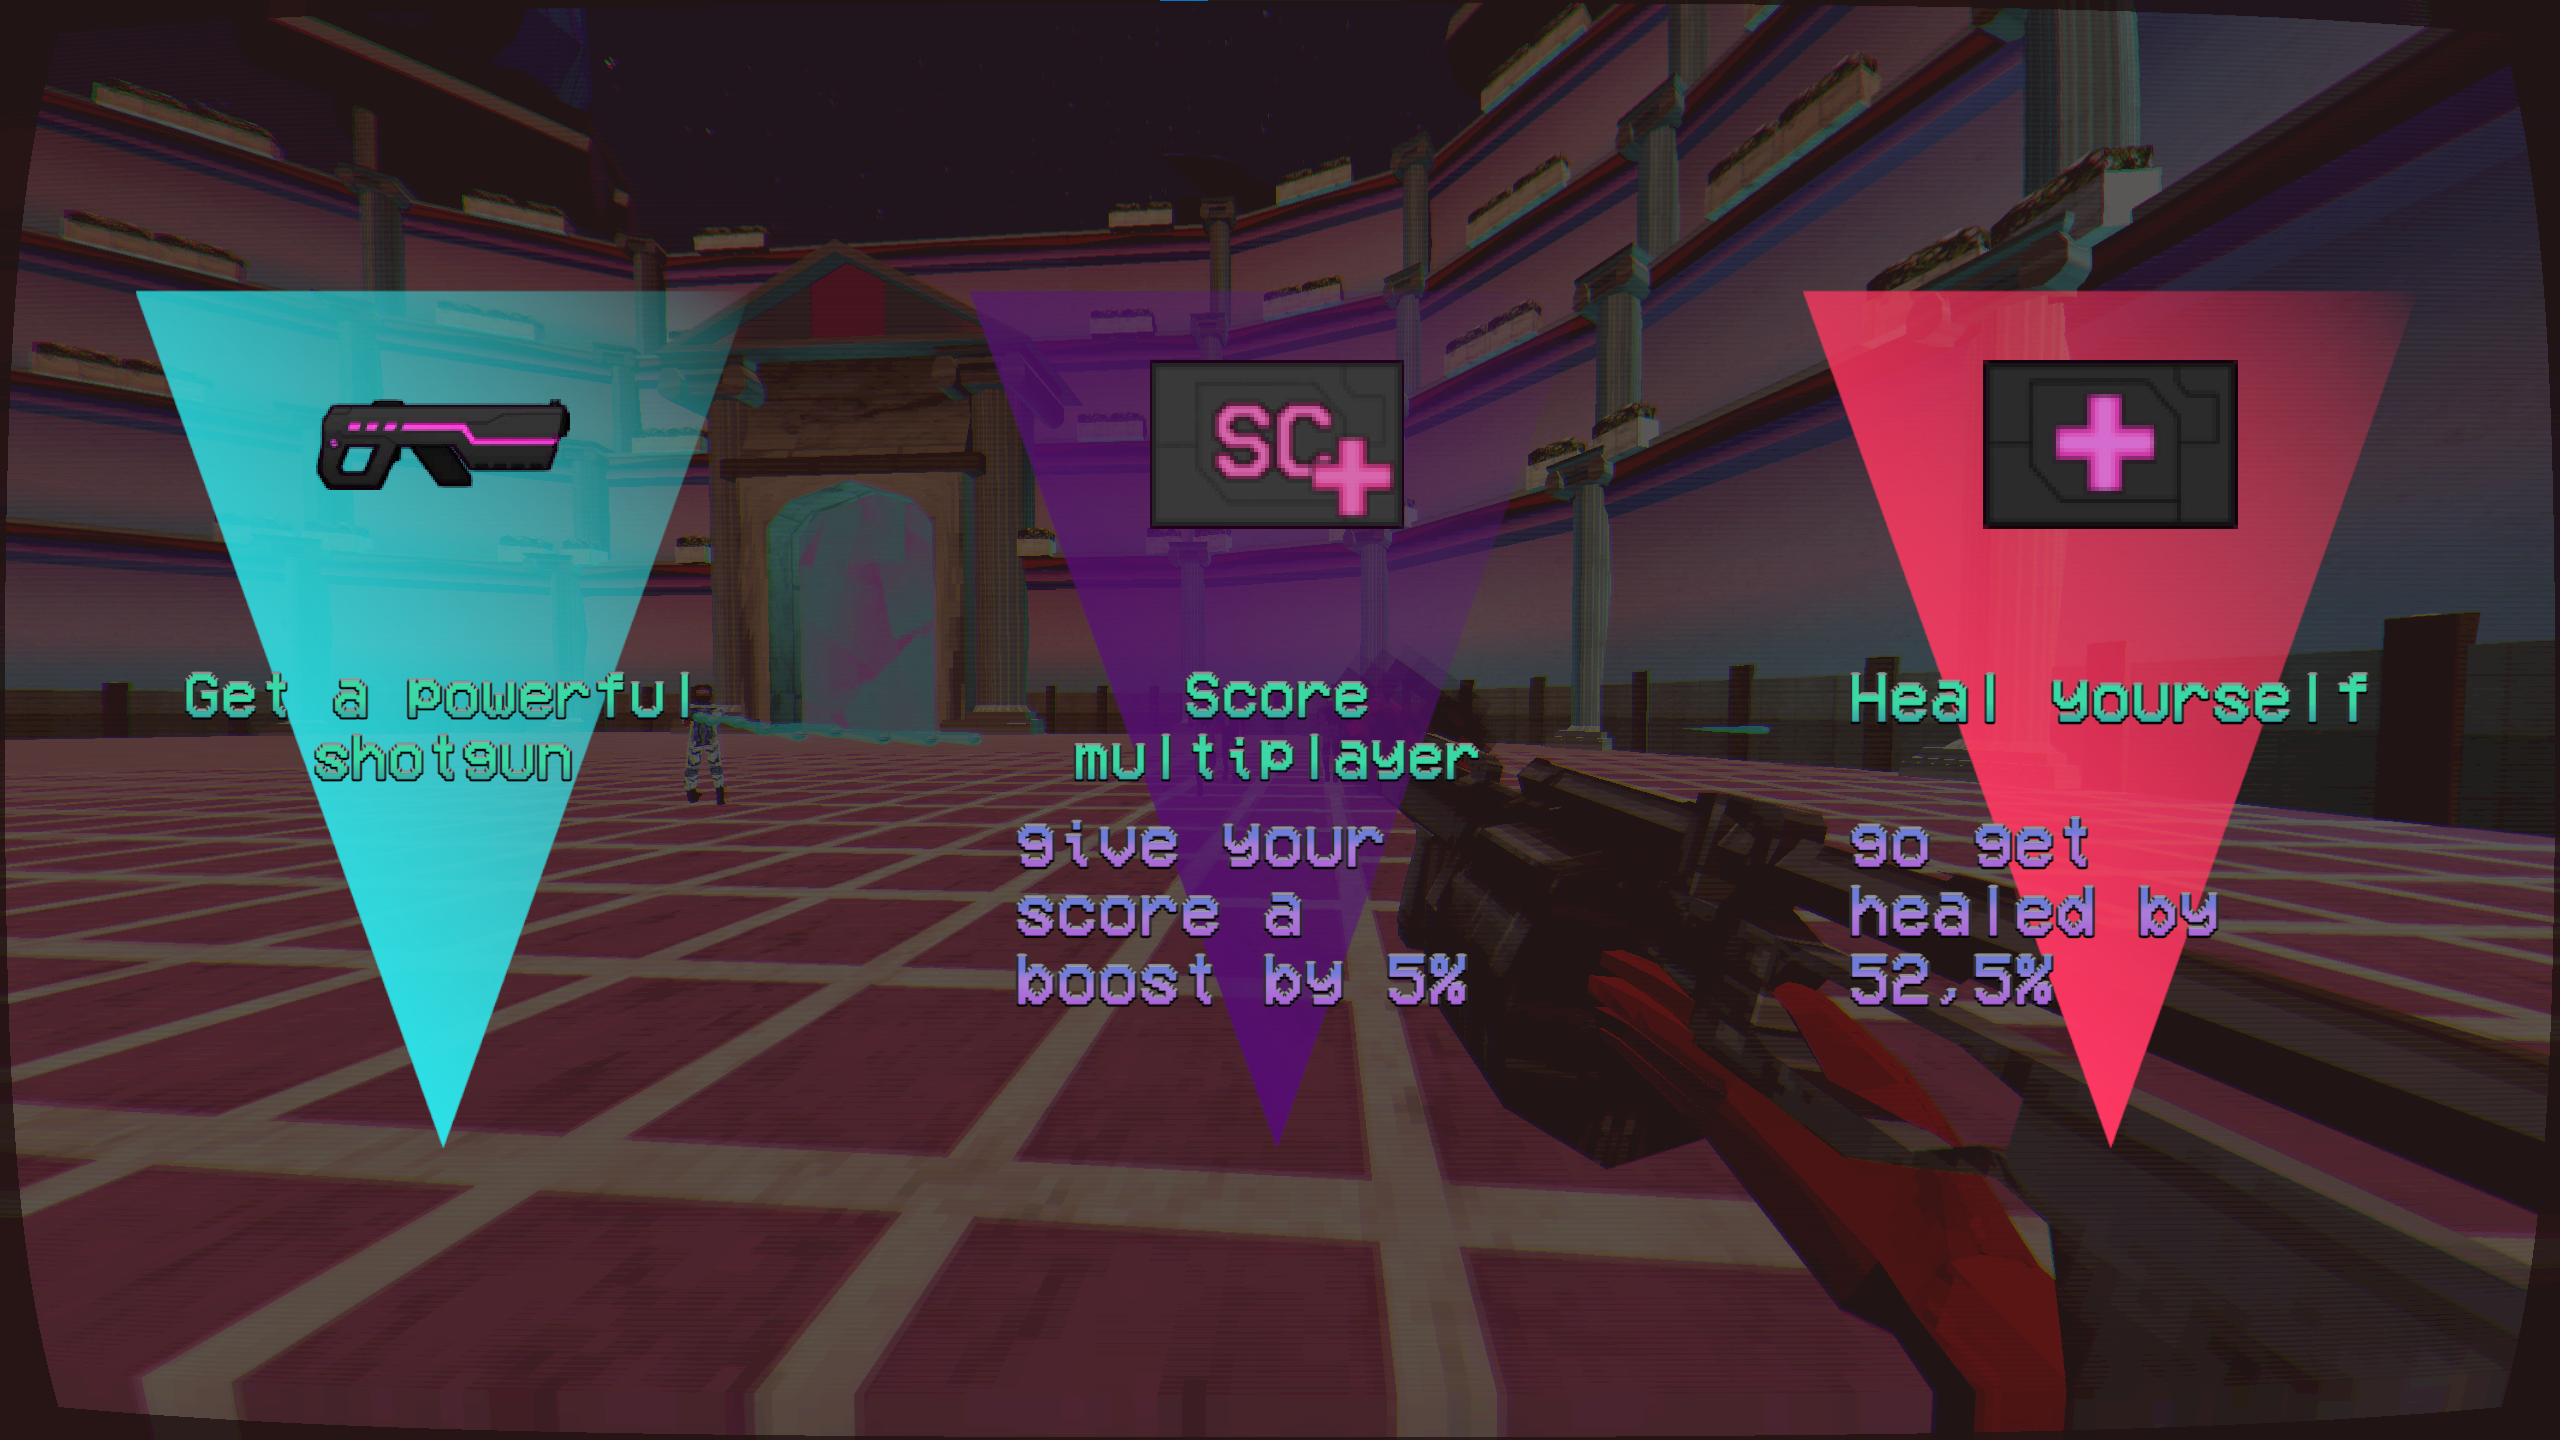 SC+
Get a powerful
shotgun
Score
multiplayer
give your
score a
boost by 5%
Heal yourself
go get
healed by
52,5%